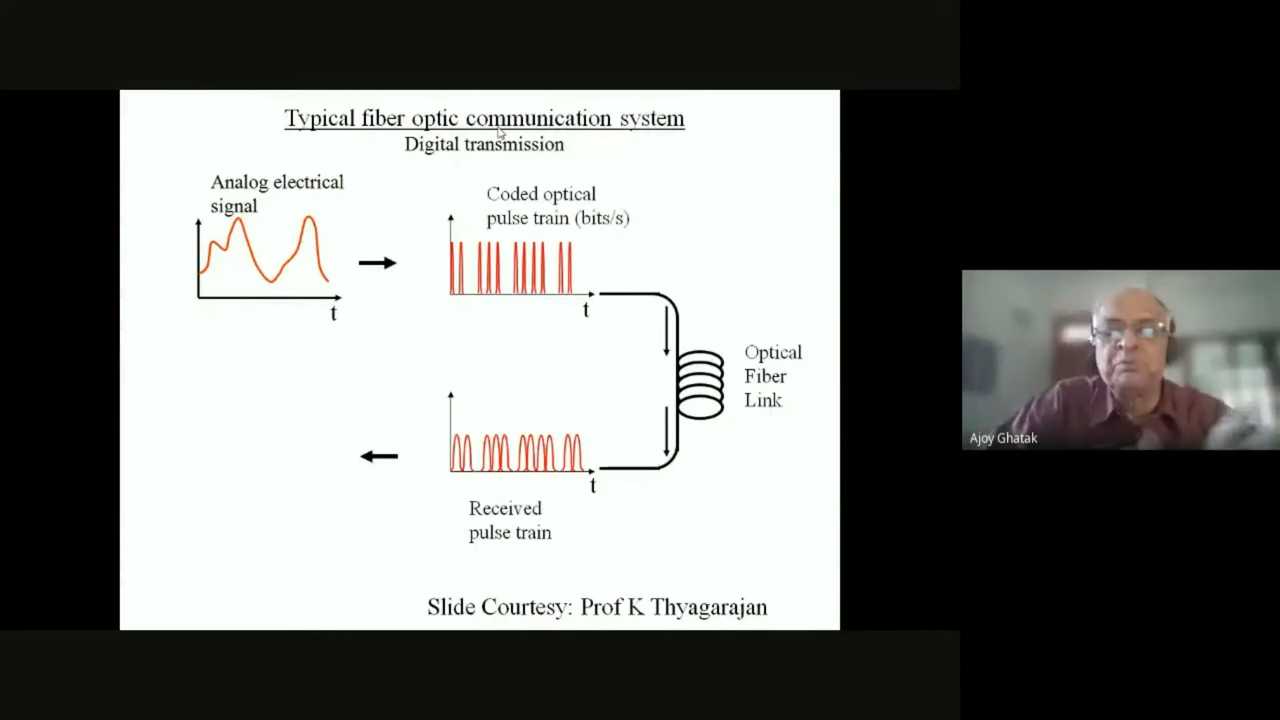 Typical fiber optic communication system
Digital transmission
Analog electrical
signal
t
Coded optical
pulse train (bits/s)
t
Optical
Fiber
Link
t
Received
pulse train
Slide Courtesy: Prof K Thyagarajan
Ajoy Ghatak